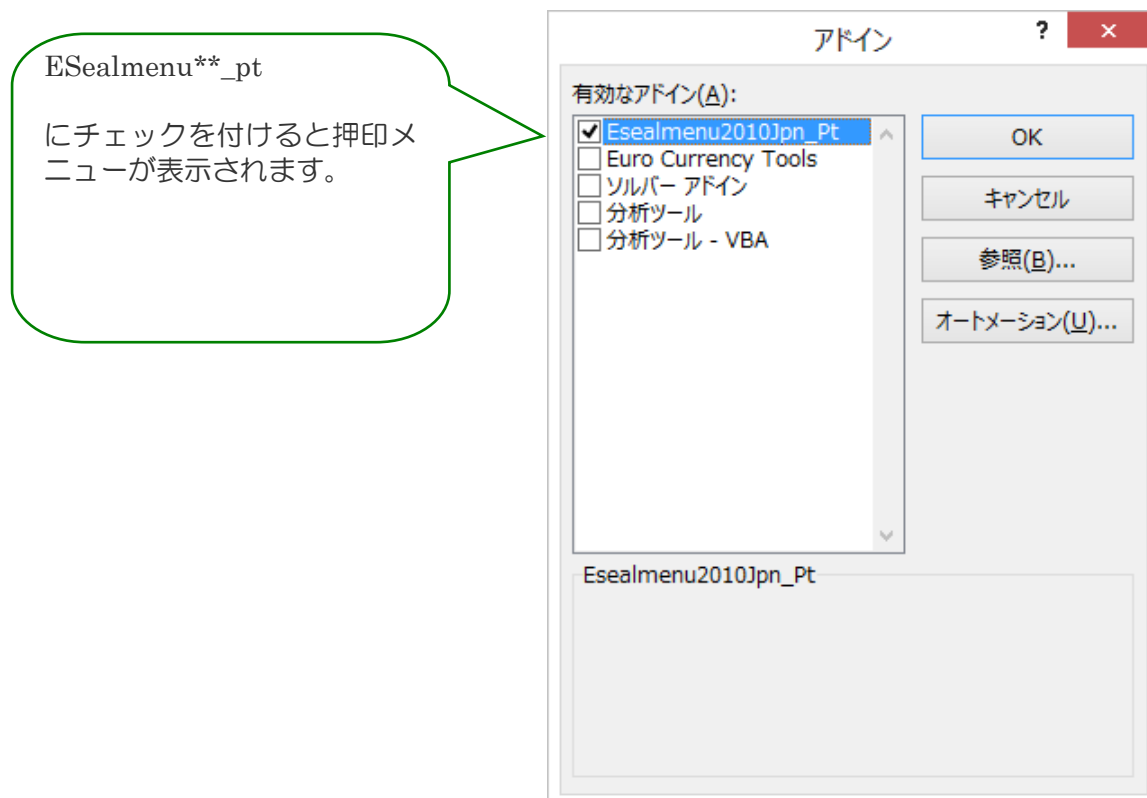 ESealmenu**_pt
にチェックを付けると押印メ
ニューが表示されます。
アドイン
?
×
有効なアドイン(A):
Esealmenu2010Jpn_Pt
Euro Currency Tools
ソルバー アドイン
分析ツール
分析ツール - VBA
OK
キャンセル
参照(B)...
オートメーション(U)...
Esealmenu2010Jpn_Pt